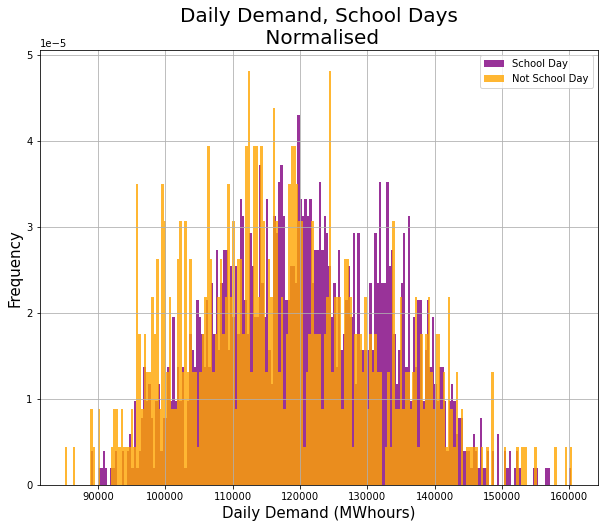 Daily Demand, School Days
Normalised
1e−5
School Day
Not School Day
5
4
3
2
1
0
Frequency
90000 100000 110000 120000 130000 140000 150000 160000
Daily Demand (MWhours)